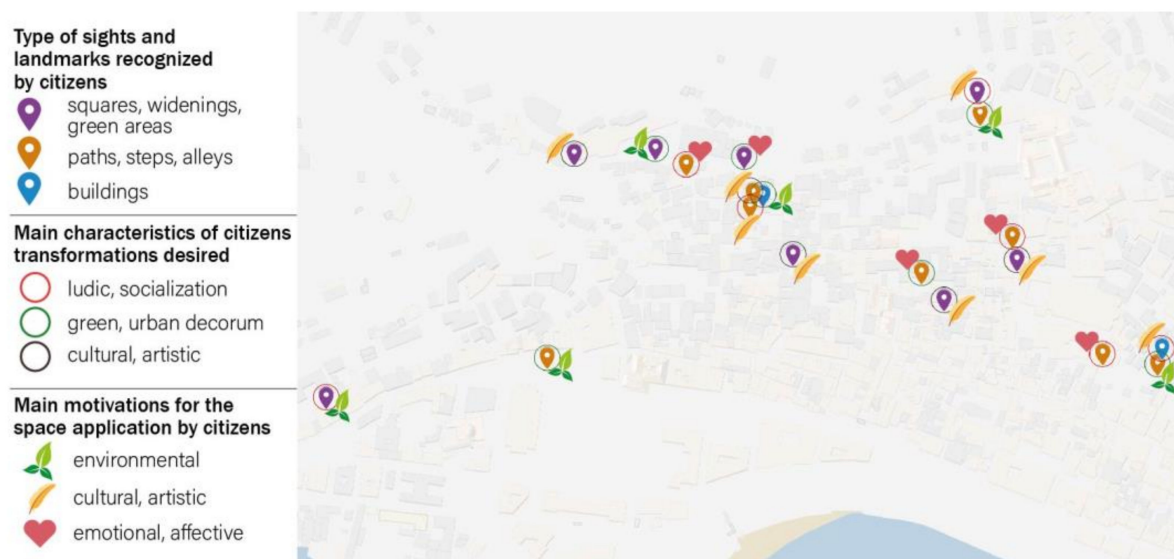 Type of sights and
landmarks recognized
by citizens
squares, widenings,
green areas
paths, steps, alleys
buildings
Main characteristics of citizens
transformations desired
ludic, socialization
green, urban decorum
cultural, artistic
Main motivations for the
space application by citizens
environmental
cultural, artistic
emotional, affective